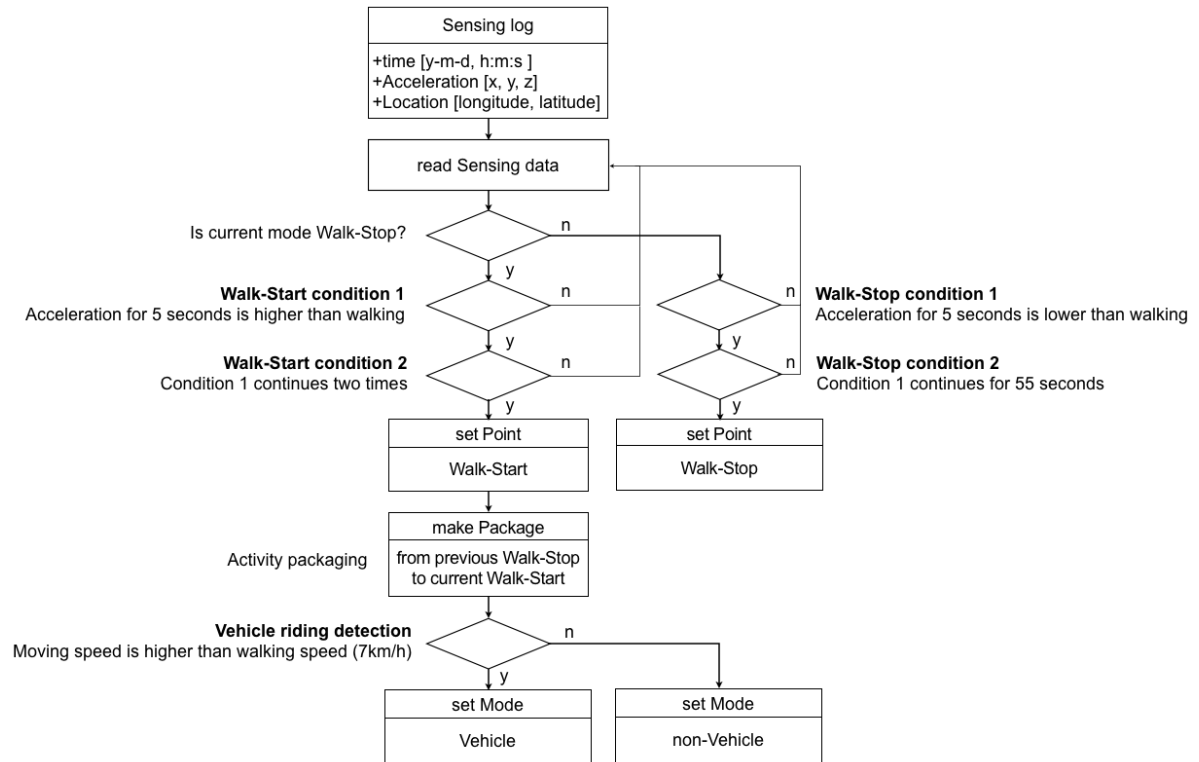 Sensing log
+time [y-m-d, h:m:s ]
+Acceleration [x, y, z]
+Location [longitude, latitude]
read Sensing data
Is current mode Walk-Stop?
n
y
Walk-Start condition 1
Acceleration for 5 seconds is higher than walking
n
n
Walk-Stop condition 1
Acceleration for 5 seconds is lower than walking
y
y
Walk-Start condition 2
Condition 1 continues two times
n
n
Walk-Stop condition 2
Condition 1 continues for 55 seconds
y
y
set Point
Walk-Start
set Point
Walk-Stop
make Package
Activity packaging
from previous Walk-Stop
to current Walk-Start
Vehicle riding detection
Moving speed is higher than walking speed (7km/h)
n
y
set Mode
Vehicle
set Mode
non-Vehicle